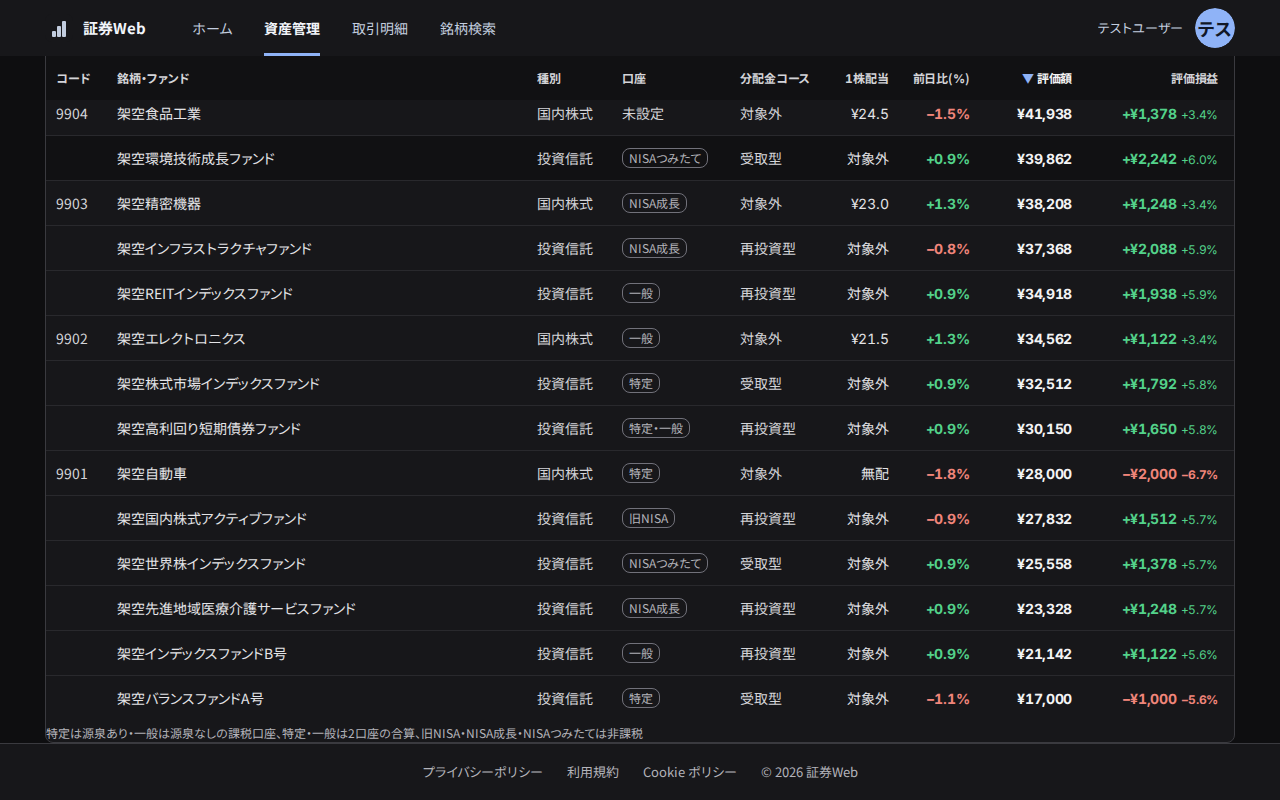 証券Web ホーム 資産管理 取引明細 銘柄検索 テストユーザー テス
コード 銘柄・ファンド 種別 口座 分配金コース 1株配当 前日比(%) ▼ 評価額 評価損益
9904 架空食品工業 国内株式 未設定 対象外 ¥24.5 −1.5% ¥41,938 +¥1,378 +3.4%
架空環境技術成長ファンド 投資信託 NISAつみたて 受取型 対象外 +0.9% ¥39,862 +¥2,242 +6.0%
9903 架空精密機器 国内株式 NISA成長 対象外 ¥23.0 +1.3% ¥38,208 +¥1,248 +3.4%
架空インフラストラクチャファンド 投資信託 NISA成長 再投資型 対象外 −0.8% ¥37,368 +¥2,088 +5.9%
架空REITインデックスファンド 投資信託 一般 再投資型 対象外 +0.9% ¥34,918 +¥1,938 +5.9%
9902 架空エレクトロニクス 国内株式 一般 対象外 ¥21.5 +1.3% ¥34,562 +¥1,122 +3.4%
架空株式市場インデックスファンド 投資信託 特定 受取型 対象外 +0.9% ¥32,512 +¥1,792 +5.8%
架空高利回り短期債券ファンド 投資信託 特定・一般 再投資型 対象外 +0.9% ¥30,150 +¥1,650 +5.8%
9901 架空自動車 国内株式 特定 対象外 無配 −1.8% ¥28,000 −¥2,000 −6.7%
架空国内株式アクティブファンド 投資信託 旧NISA 再投資型 対象外 −0.9% ¥27,832 +¥1,512 +5.7%
架空世界株インデックスファンド 投資信託 NISAつみたて 受取型 対象外 +0.9% ¥25,558 +¥1,378 +5.7%
架空先進地域医療介護サービスファンド 投資信託 NISA成長 再投資型 対象外 +0.9% ¥23,328 +¥1,248 +5.7%
架空インデックスファンドB号 投資信託 一般 再投資型 対象外 +0.9% ¥21,142 +¥1,122 +5.6%
架空バランスファンドA号 投資信託 特定 受取型 対象外 −1.1% ¥17,000 −¥1,000 −5.6%
特定は源泉あり・一般は源泉なしの課税口座、特定・一般は2口座の合算、旧NISA・NISA成長・NISAつみたては非課税
プライバシーポリシー 利用規約 Cookie ポリシー © 2026 証券Web